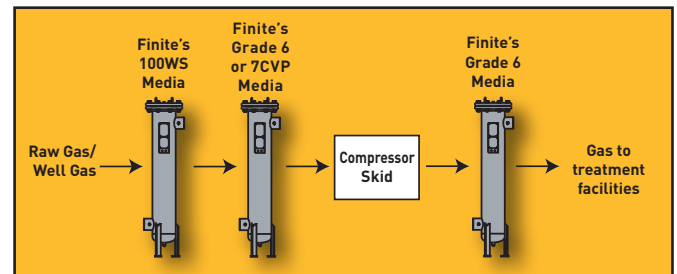 Finite's
100WS
Media
Finite's
Grade 6
or 7CVP
Media
Finite's
Grade 6
Media
Raw Gas/
Well Gas
Compressor
Skid
Gas to
treatment
facilities